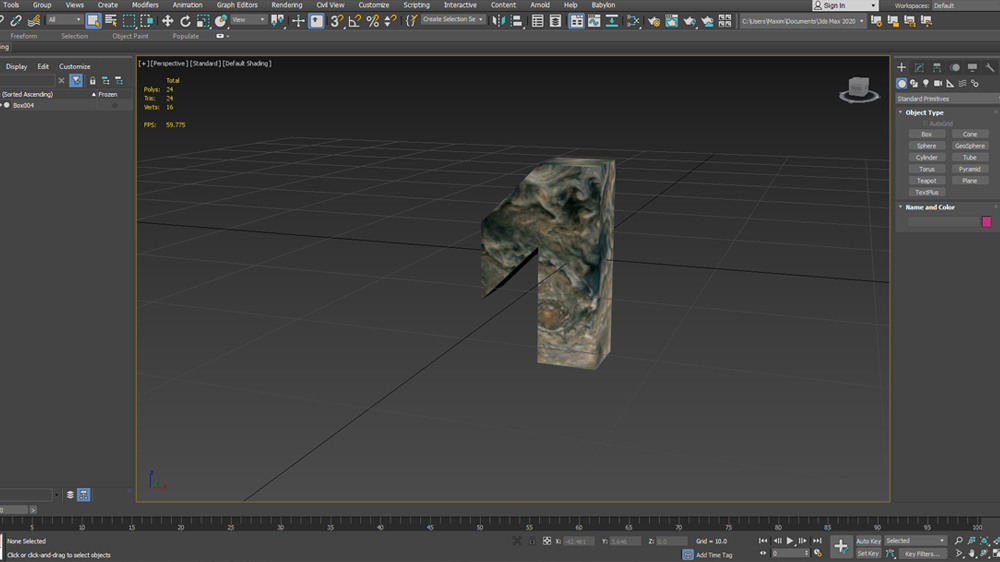 Tools Group Views Create Modifiers Animation Graph Editors Rendering Civil View Customize Scripting Interactive Content Arnold Help Babylon Sign In Workspaces: Default
All View Create Selection Se C:\Users\Maxim\Documents\3ds Max 2020
Freeform Selection Object Paint Populate
ng
Display Edit Customize
(Sorted Ascending) Frozen
Box004
[+] [Perspective] [Standard] [Default Shading]
Total
Polys: 24
Tris: 24
Verts: 16
FPS: 59.775
Standard Primitives
Object Type
AutoGrid
Box Cone
Sphere GeoSphere
Cylinder Tube
Torus Pyramid
Teapot Plane
TextPlus
Name and Color
z
x
0 >
5 10 15 20 25 30 35 40 45 50 55 60 65 70 75 80 85 90 95 100
None Selected X: -42.461 Y: 5.646 Z: 0.0 Grid = 10.0 Auto Key Selected
Click or click-and-drag to select objects Add Time Tag 0 Set Key Key Filters...